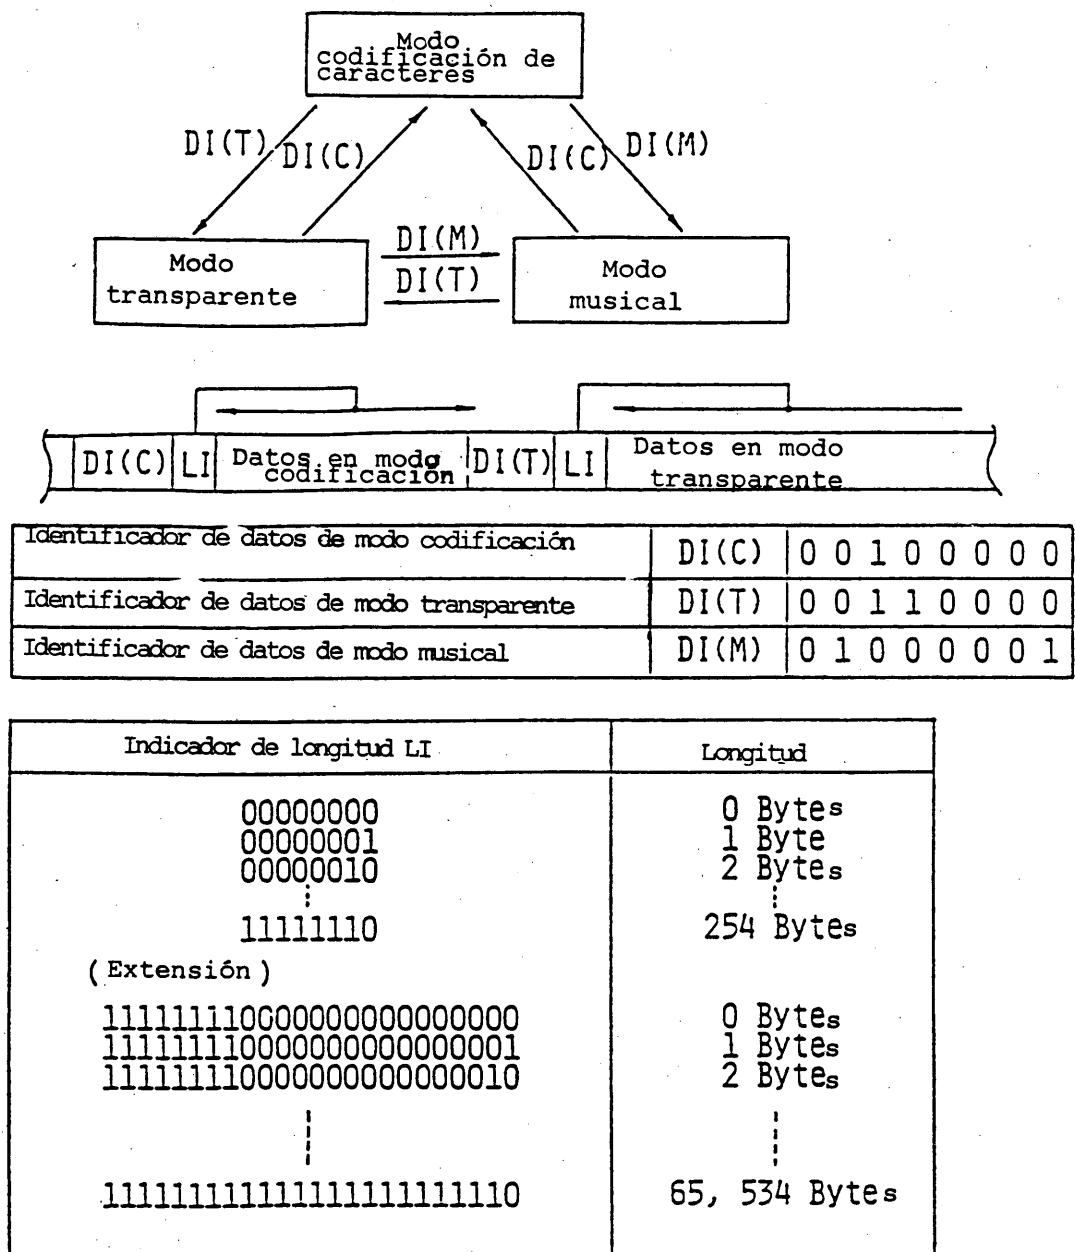 Modo
codificación de
caracteres
DI(T)
DI(C)
DI(C)
DI(M)
DI(M)
DI(T)
Modo
transparente
Modo
musical
DI(C) LI Datos en modo codificación DI(T) LI Datos en modo transparente
Identificador de datos de modo codificación DI(C) 0 0 1 0 0 0 0 0
Identificador de datos de modo transparente DI(T) 0 0 1 1 0 0 0 0
Identificador de datos de modo musical DI(M) 0 1 0 0 0 0 0 1
Indicador de longitud LI Longitud
00000000 0 Bytes
00000001 1 Byte
00000010 2 Bytes
11111110 254 Bytes
(Extensión)
111111110000000000000000 0 Bytes
111111110000000000000001 1 Bytes
111111110000000000000010 2 Bytes
111111111111111111111110 65, 534 Bytes